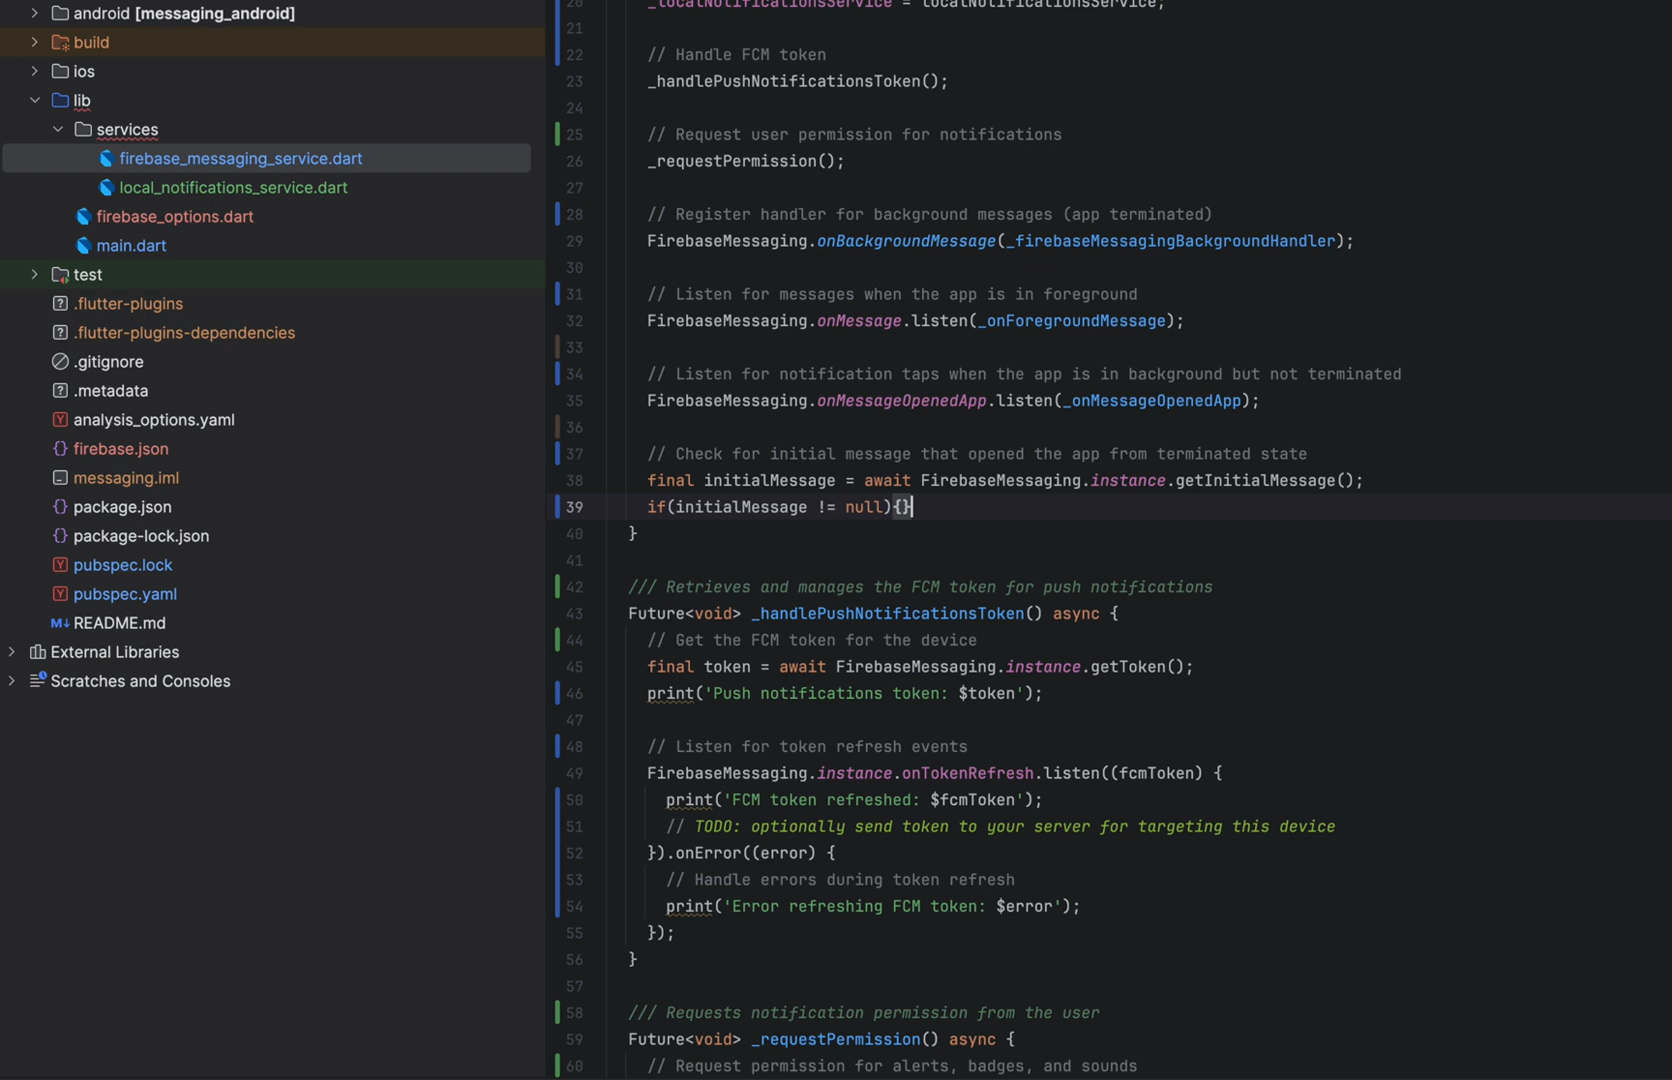 android [messaging_android]
build
ios
lib
services
firebase_messaging_service.dart
local_notifications_service.dart
firebase_options.dart
main.dart
test
.flutter-plugins
.flutter-plugins-dependencies
.gitignore
.metadata
analysis_options.yaml
firebase.json
messaging.iml
package.json
package-lock.json
pubspec.lock
pubspec.yaml
README.md
External Libraries
Scratches and Consoles
20 _localNotificationsService = localNotificationsService;
21
22 // Handle FCM token
23 _handlePushNotificationsToken();
24
25 // Request user permission for notifications
26 _requestPermission();
27
28 // Register handler for background messages (app terminated)
29 FirebaseMessaging.onBackgroundMessage(_firebaseMessagingBackgroundHandler);
30
31 // Listen for messages when the app is in foreground
32 FirebaseMessaging.onMessage.listen(_onForegroundMessage);
33
34 // Listen for notification taps when the app is in background but not terminated
35 FirebaseMessaging.onMessageOpenedApp.listen(_onMessageOpenedApp);
36
37 // Check for initial message that opened the app from terminated state
38 final initialMessage = await FirebaseMessaging.instance.getInitialMessage();
39 if(initialMessage != null){}
40 }
41
42 /// Retrieves and manages the FCM token for push notifications
43 Future<void> _handlePushNotificationsToken() async {
44 // Get the FCM token for the device
45 final token = await FirebaseMessaging.instance.getToken();
46 print('Push notifications token: $token');
47
48 // Listen for token refresh events
49 FirebaseMessaging.instance.onTokenRefresh.listen((fcmToken) {
50 print('FCM token refreshed: $fcmToken');
51 // TODO: optionally send token to your server for targeting this device
52 }).onError((error) {
53 // Handle errors during token refresh
54 print('Error refreshing FCM token: $error');
55 });
56 }
57
58 /// Requests notification permission from the user
59 Future<void> _requestPermission() async {
60 // Request permission for alerts, badges, and sounds